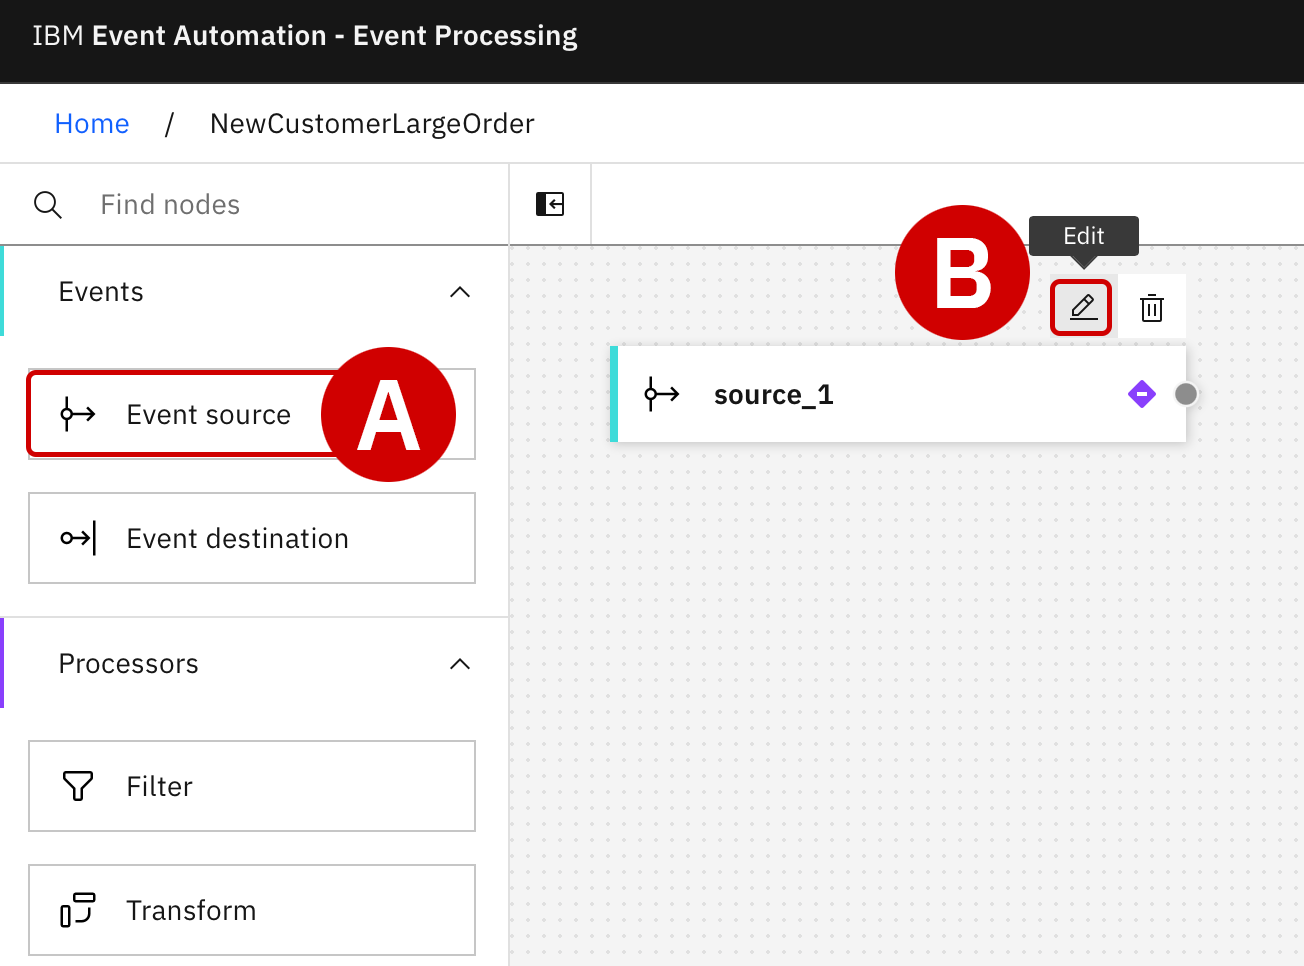 IBM Event Automation - Event Processing
Home / NewCustomerLargeOrder
Find nodes
Edit
B
Events
source_1
Event source
A
Event destination
Processors
Filter
Transform